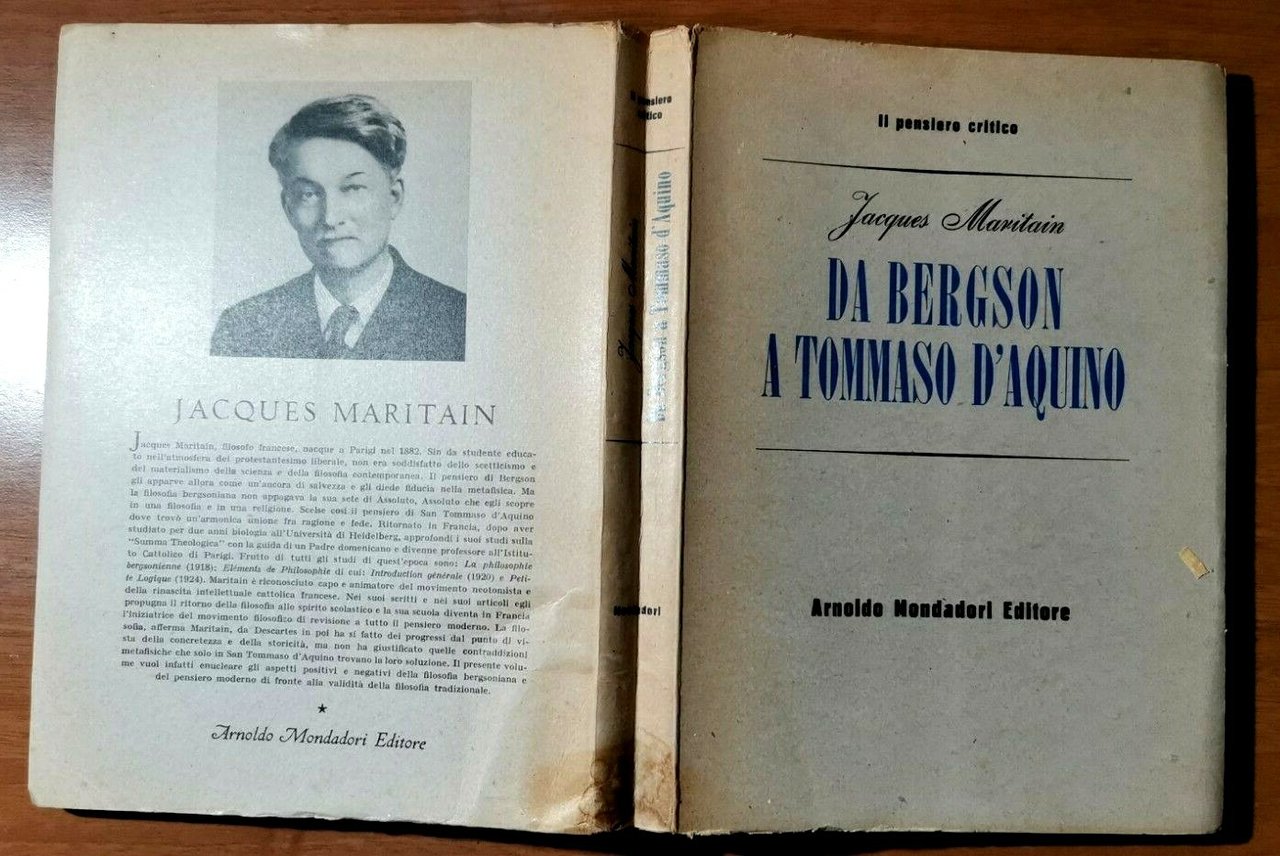 JACQUES MARITAIN
Jacques Maritain, filosofo francese, nacque a Parigi nel 1882. Sin da studente educa-
to nell'atmosfera del protestantesimo liberale, non era soddisfatto dello scetticismo e
del materialismo della scienza e della filosofia contemporanea. Il pensiero di Bergson
gli apparve allora come un'ancora di salvezza e gli diede fiducia nella metafisica. Ma
la filosofia bergsoniana non appogava la sua sete di Assoluto, Assoluto che egli scopre
in una filosofia e in una religione. Scelse così il pensiero di San Tommaso d'Aquino
dove trovò un'armonica unione fra ragione e fede. Ritornato in Francia, dopo aver
studiato per due anni biologia all'Università di Heidelberg, approfondì i suoi studi sulla
"Summa Theologica" con la guida di un Padre domenicano e divenne professore all'Istitu-
to Cattolico di Parigi. Frutto di tutti gli studi di quest'epoca sono: La philosophie
bergsonienne (1918); Eléments de Philosophie di cui: Introduction générale (1920) e Peti-
te Logique (1924). Maritain è riconosciuto capo e animatore del movimento neotomista e
della rinascita intellettuale cattolica francese. Nei suoi scritti e nei suoi articoli egli
propugna il ritorno della filosofia allo spirito scolastico e la sua scuola diventa in Francia
l'iniziatrice del movimento filosofico di revisione a tutto il pensiero moderno. La filo-
sofia, afferma Maritain, da Descartes in poi ha sì fatto dei progressi dal punto di vi-
sta della concretezza e della storicità, ma non ha giustificato quelle contraddizioni
metafisiche che solo in San Tommaso d'Aquino trovano la loro soluzione. Il presente volu-
me vuol infatti enucleare gli aspetti positivi e negativi della filosofia bergsoniana e
del pensiero moderno di fronte alla validità della filosofia tradizionale.
Arnoldo Mondadori Editore
Il pensiero
critico
Jacques Maritain
Da Bergson a Tommaso d'Aquino
Mondadori
Il pensiero critico
Jacques Maritain
DA BERGSON
A TOMMASO D'AQUINO
Arnoldo Mondadori Editore